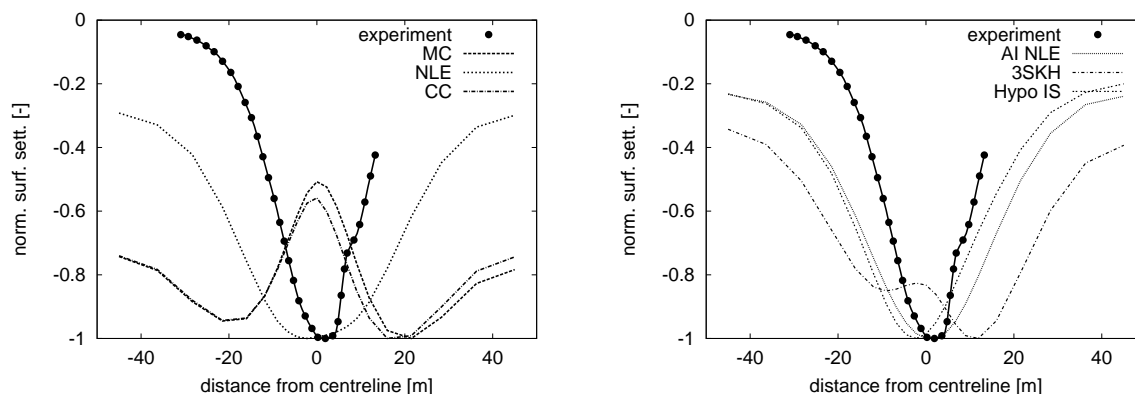 0
-0.2
-0.4
-0.6
-0.8
-1
-40 -20 0 20 40
norm. surf. sett. [-]
distance from centreline [m]
experiment
MC
NLE
CC
0
-0.2
-0.4
-0.6
-0.8
-1
-40 -20 0 20 40
norm. surf. sett. [-]
distance from centreline [m]
experiment
AI NLE
3SKH
Hypo IS